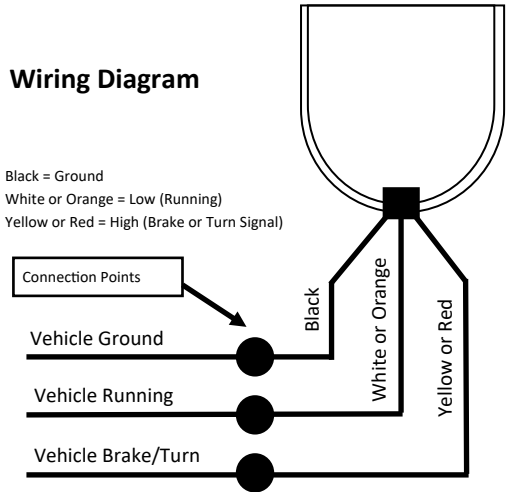 Wiring Diagram
Black = Ground
White or Orange = Low (Running)
Yellow or Red = High (Brake or Turn Signal)
Connection Points
Black
White or Orange
Yellow or Red
Vehicle Ground
Vehicle Running
Vehicle Brake/Turn